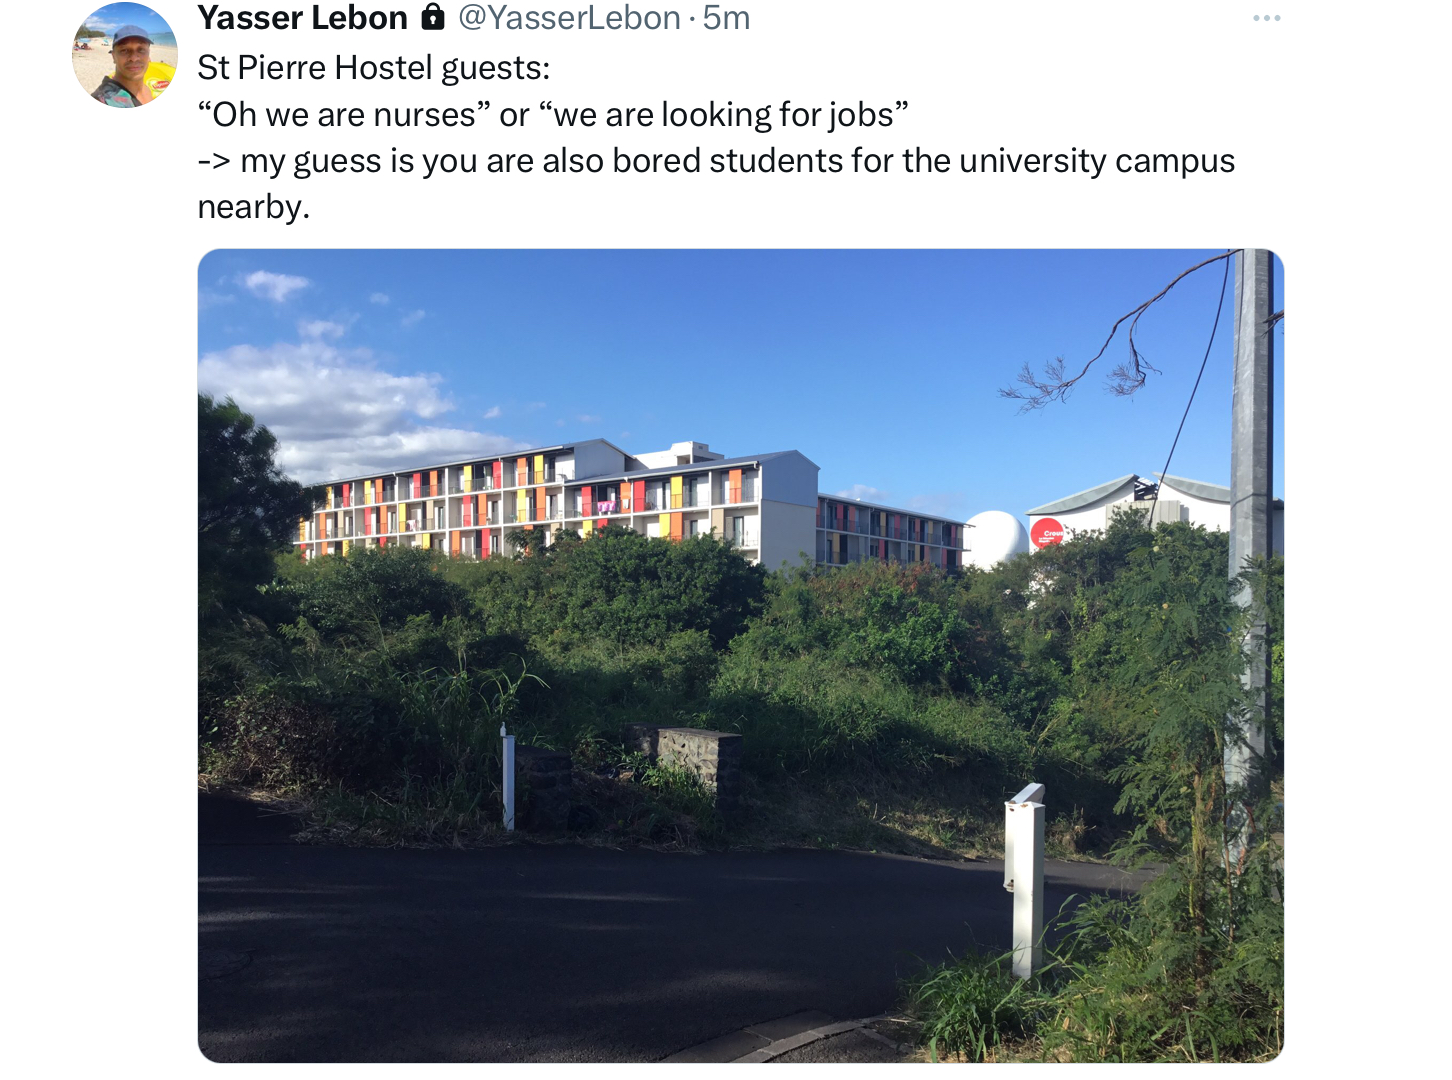 Yasser Lebon @YasserLebon · 5m
St Pierre Hostel guests:
“Oh we are nurses” or “we are looking for jobs”
-> my guess is you are also bored students for the university campus
nearby.
Crous